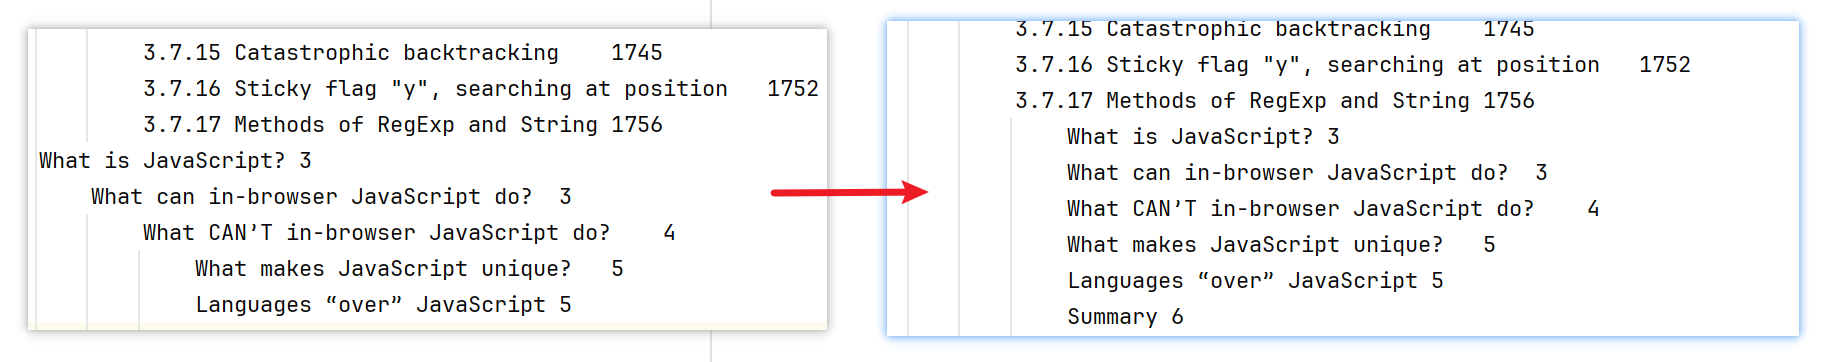 3.7.15 Catastrophic backtracking 1745
3.7.16 Sticky flag "y", searching at position 1752
3.7.17 Methods of RegExp and String 1756
What is JavaScript? 3
What can in-browser JavaScript do? 3
What CAN’T in-browser JavaScript do? 4
What makes JavaScript unique? 5
Languages “over” JavaScript 5
3.7.15 Catastrophic backtracking 1745
3.7.16 Sticky flag "y", searching at position 1752
3.7.17 Methods of RegExp and String 1756
What is JavaScript? 3
What can in-browser JavaScript do? 3
What CAN’T in-browser JavaScript do? 4
What makes JavaScript unique? 5
Languages “over” JavaScript 5
Summary 6